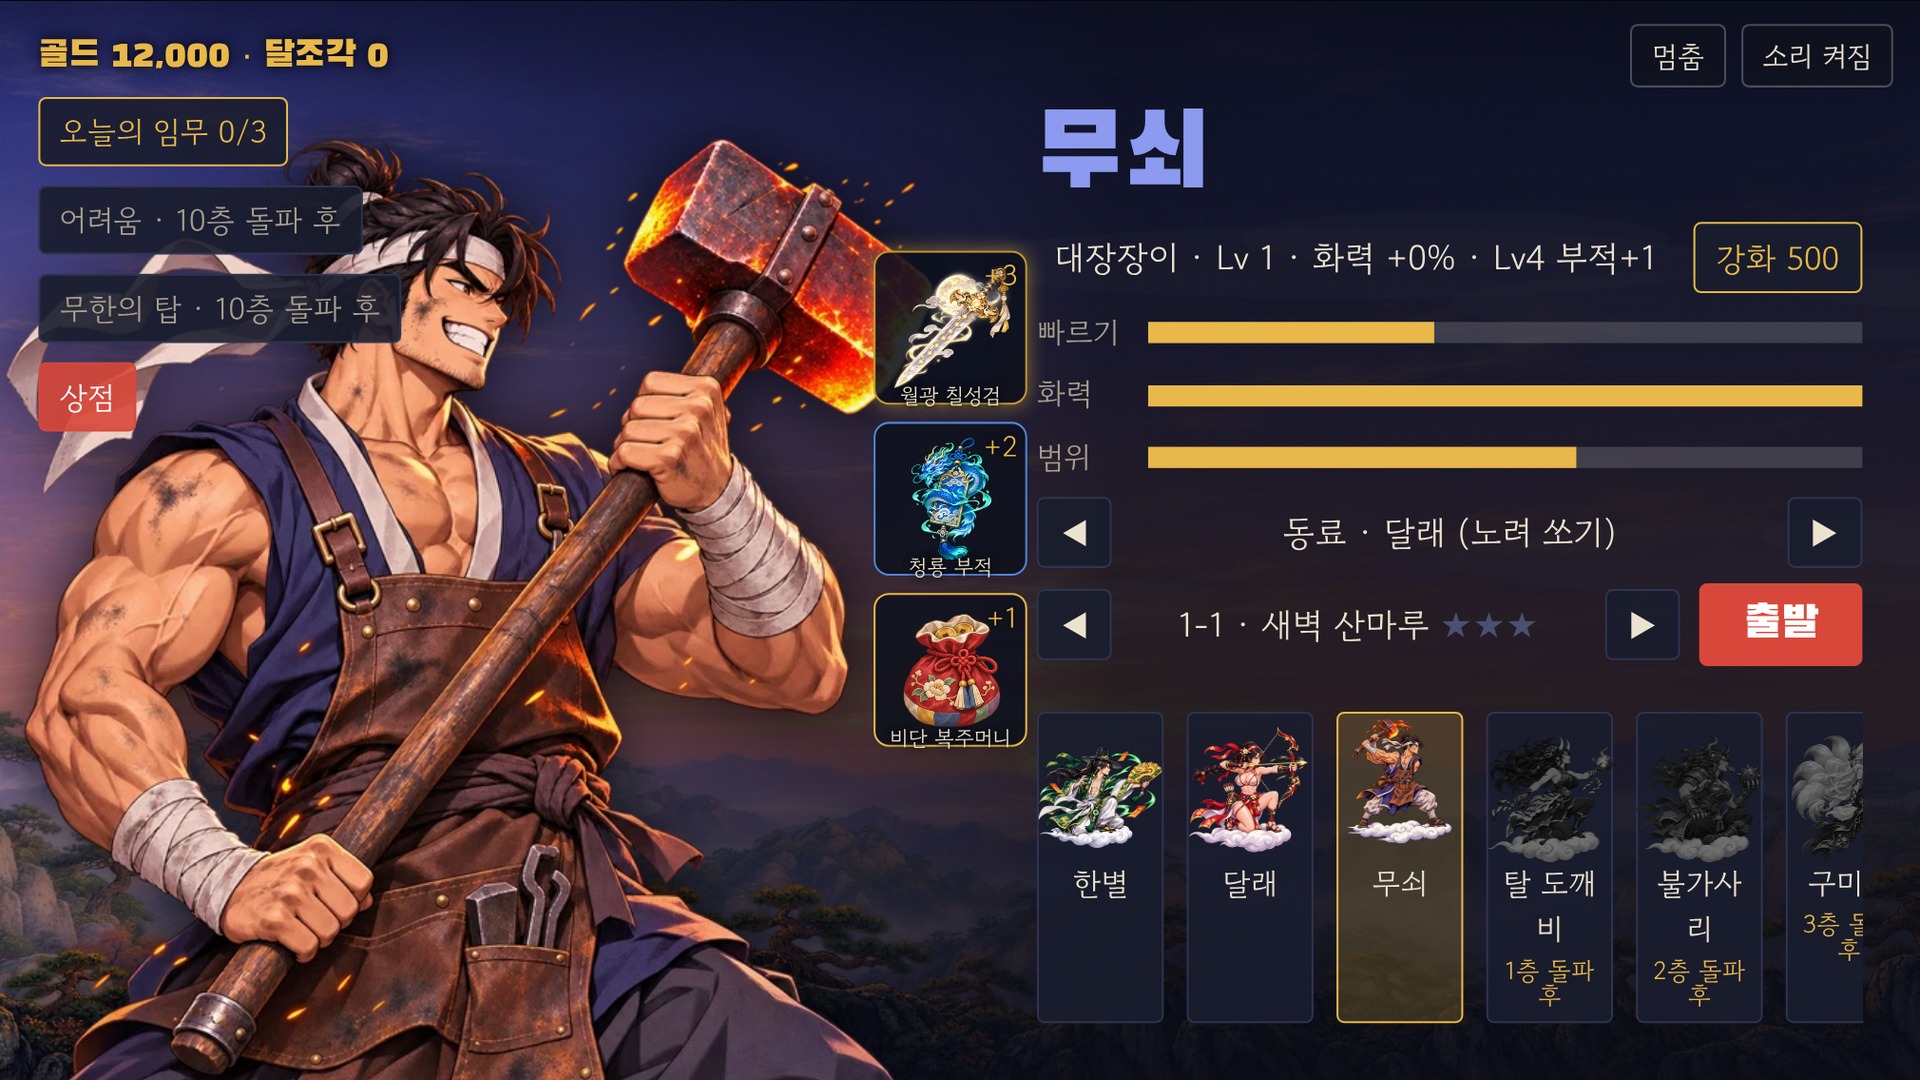 골드 12,000 · 달조각 0
멈춤
소리 켜짐
오늘의 임무 0/3
어려움 · 10층 돌파 후
무한의 탑 · 10층 돌파 후
상점
+3
월광 칠성검
+2
청룡 부적
+1
비단 복주머니
무쇠
대장장이 · Lv 1 · 화력 +0% · Lv4 부적+1
강화 500
빠르기
화력
범위
◀
동료 · 달래 (노려 쏘기)
▶
◀
1-1 · 새벽 산마루 ★★★
▶
출발
한별
달래
무쇠
탈 도깨
비
1층 돌파
후
불가사
리
2층 돌파
후
구미
3층
후